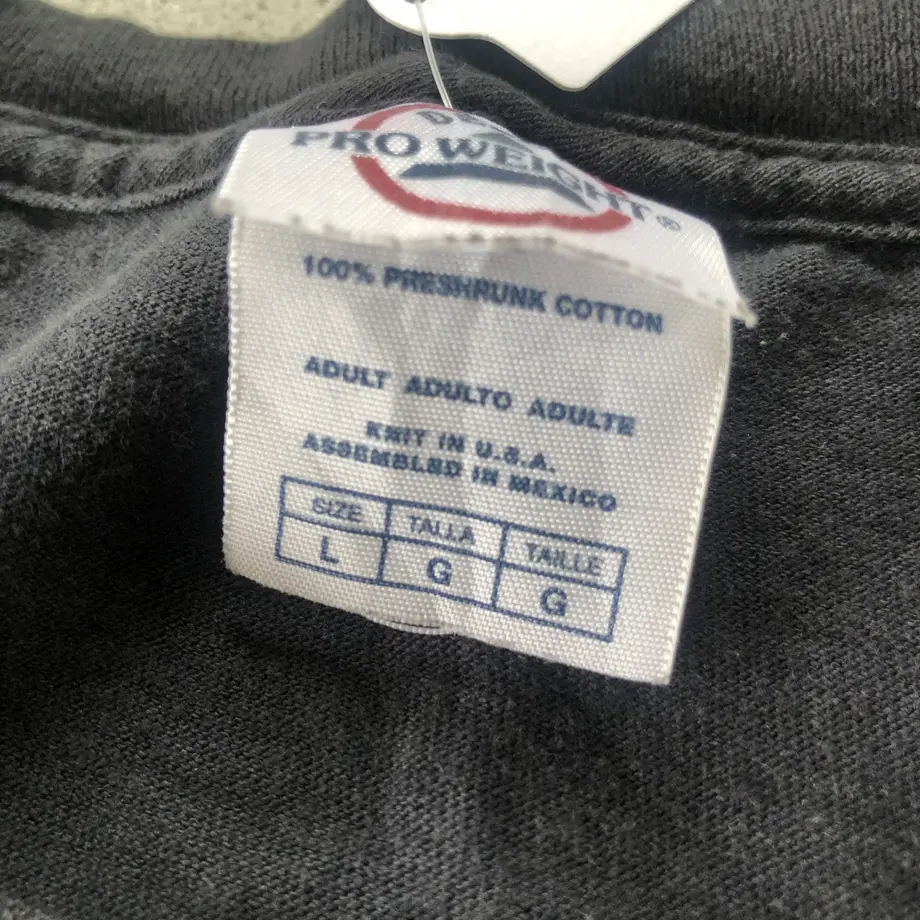 PRO WEIGHT®
100% PRESHRUNK COTTON
ADULT ADULTO ADULTE
KNIT IN U.S.A.
ASSEMBLED IN MEXICO
SIZE TALLA TAILLE
L G G